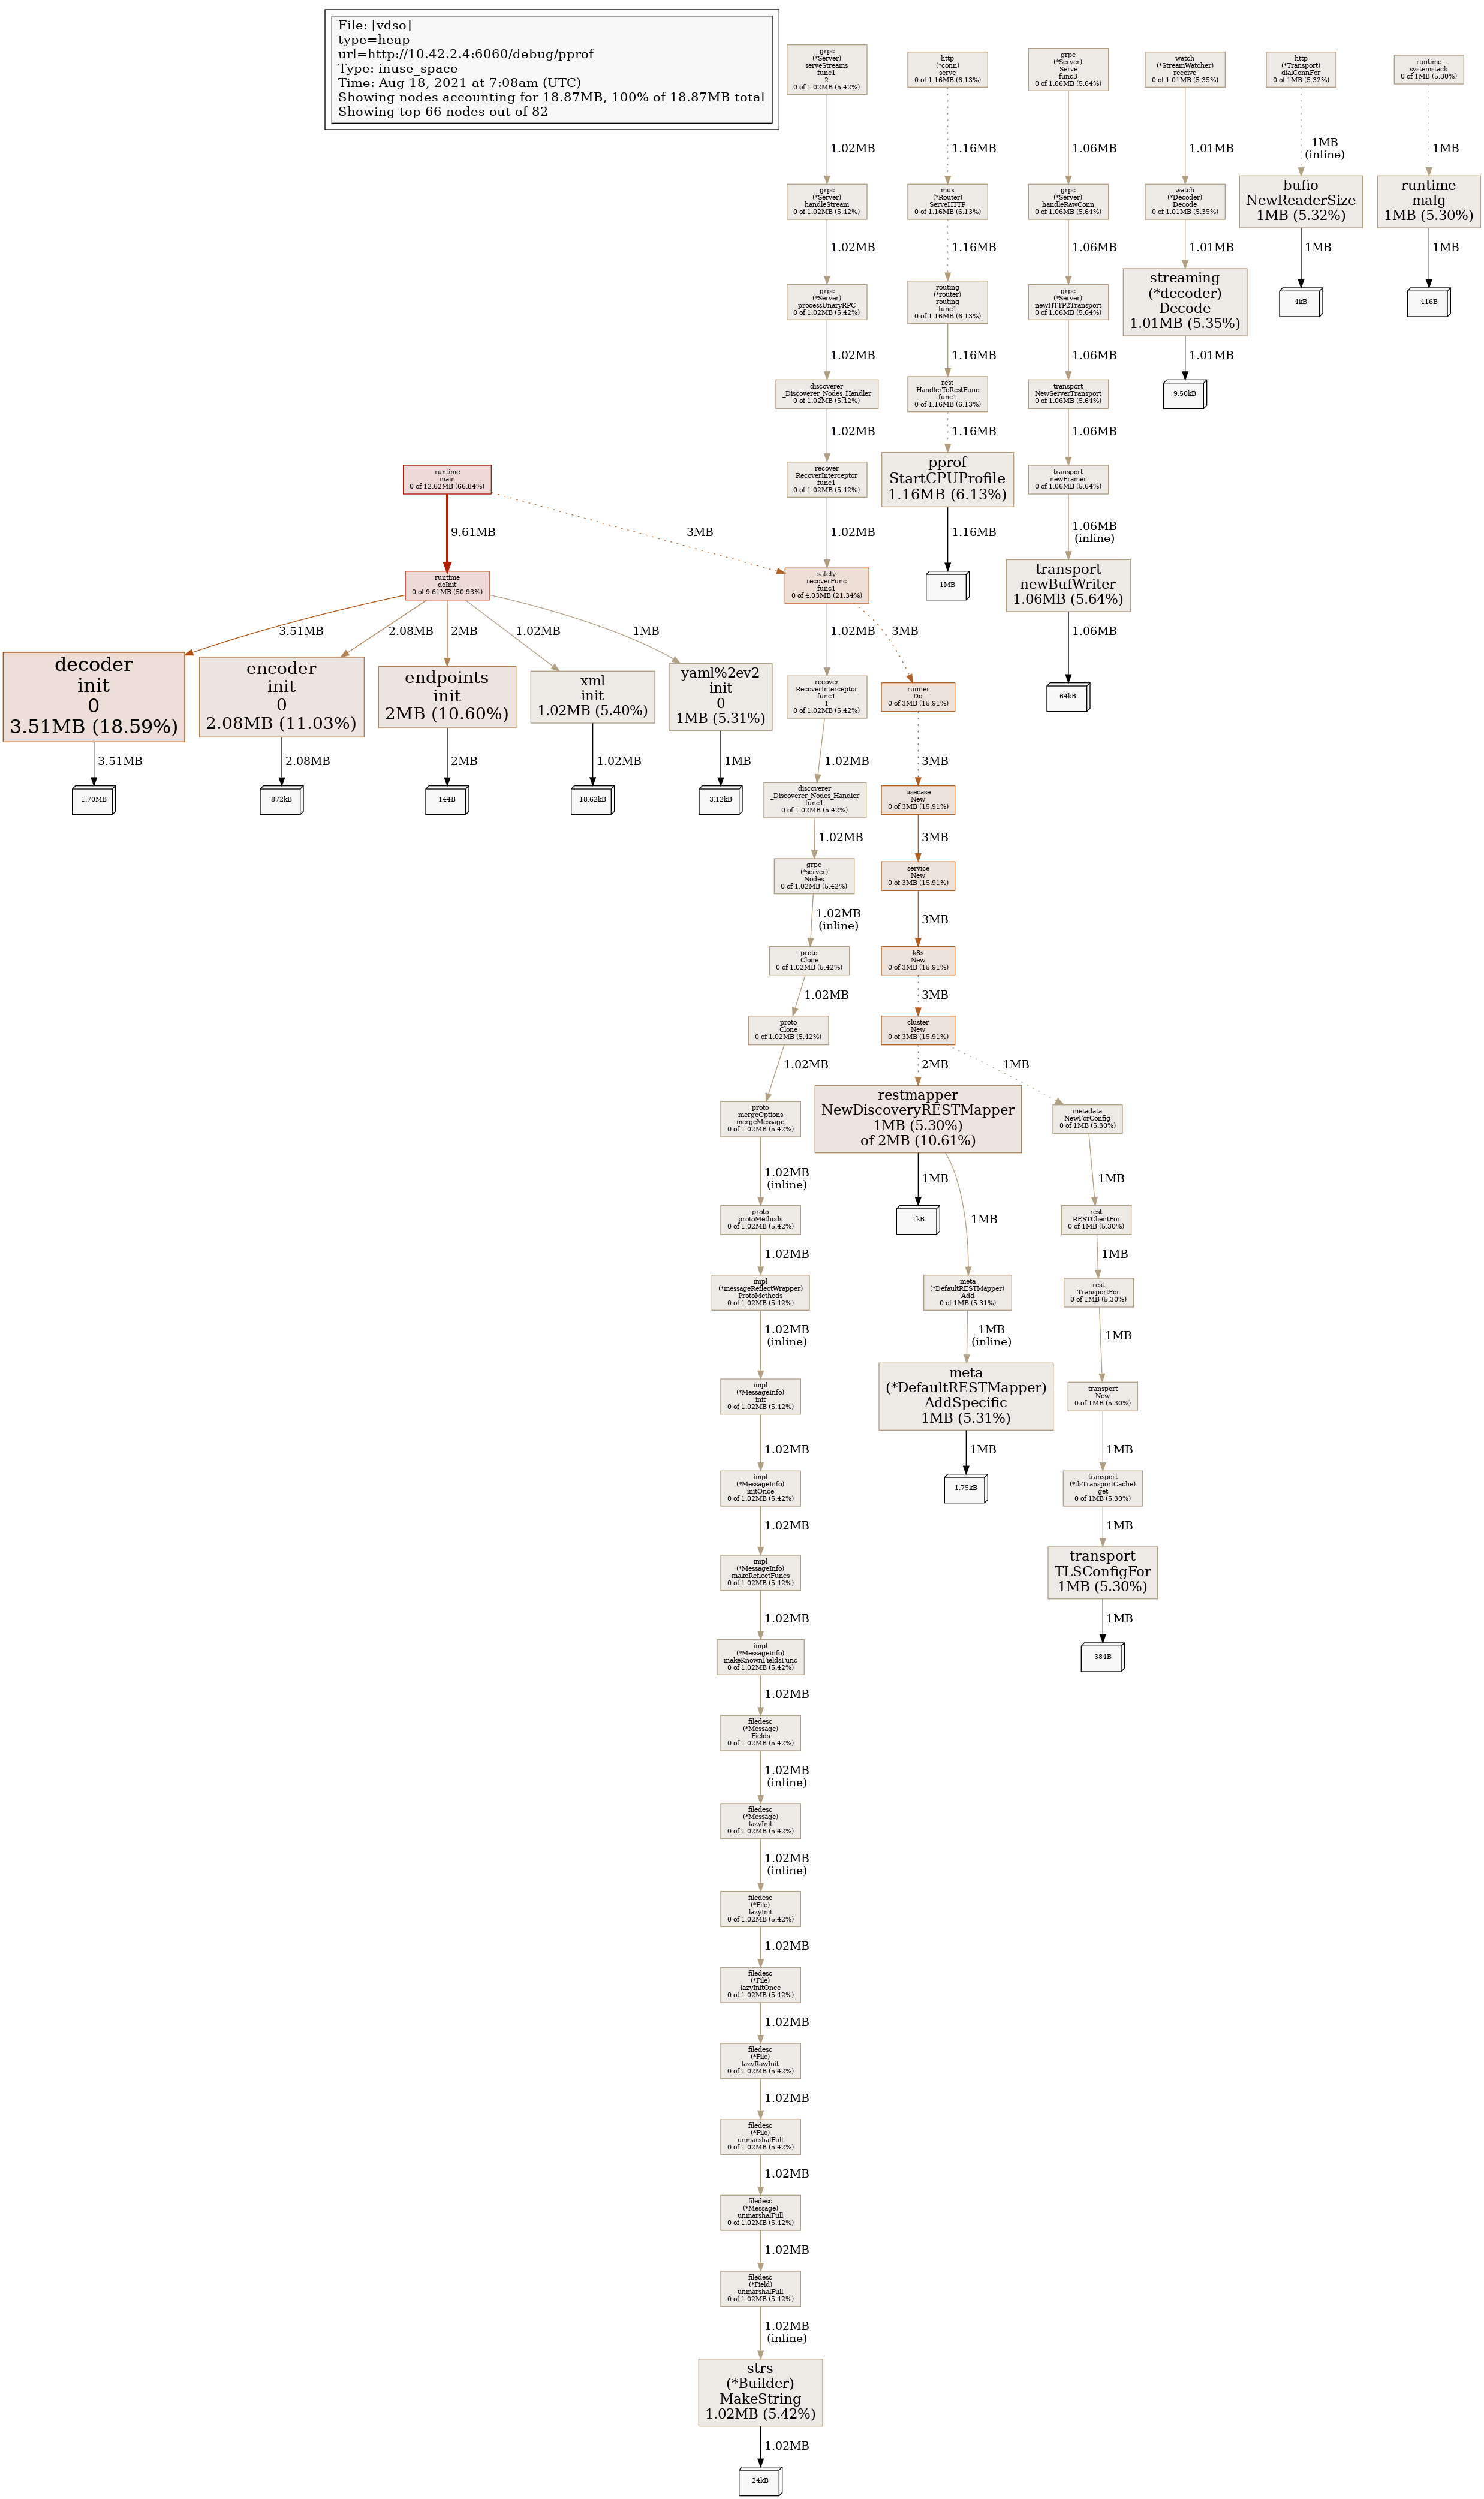 File: [vdso]
type=heap
url=http://10.42.2.4:6060/debug/pprof
Type: inuse_space
Time: Aug 18, 2021 at 7:08am (UTC)
Showing nodes accounting for 18.87MB, 100% of 18.87MB total
Showing top 66 nodes out of 82
grpc
(*Server)
serveStreams
func1
2
0 of 1.02MB (5.42%)
http
(*conn)
serve
0 of 1.16MB (6.13%)
grpc
(*Server)
Serve
func3
0 of 1.06MB (5.64%)
watch
(*StreamWatcher)
receive
0 of 1.01MB (5.35%)
http
(*Transport)
dialConnFor
0 of 1MB (5.32%)
runtime
systemstack
0 of 1MB (5.30%)
1.02MB
1.16MB
1.06MB
1.01MB
1MB
(inline)
1MB
grpc
(*Server)
handleStream
0 of 1.02MB (5.42%)
mux
(*Router)
ServeHTTP
0 of 1.16MB (6.13%)
grpc
(*Server)
handleRawConn
0 of 1.06MB (5.64%)
watch
(*Decoder)
Decode
0 of 1.01MB (5.35%)
bufio
NewReaderSize
1MB (5.32%)
runtime
malg
1MB (5.30%)
1.02MB
1.16MB
1.06MB
1.01MB
1MB
1MB
grpc
(*Server)
processUnaryRPC
0 of 1.02MB (5.42%)
routing
(*router)
routing
func1
0 of 1.16MB (6.13%)
grpc
(*Server)
newHTTP2Transport
0 of 1.06MB (5.64%)
streaming
(*decoder)
Decode
1.01MB (5.35%)
4kB
416B
1.02MB
1.16MB
1.06MB
1.01MB
discoverer
_Discoverer_Nodes_Handler
0 of 1.02MB (5.42%)
rest
HandlerToRestFunc
func1
0 of 1.16MB (6.13%)
transport
NewServerTransport
0 of 1.06MB (5.64%)
9.50kB
1.02MB
1.16MB
1.06MB
runtime
main
0 of 12.62MB (66.84%)
recover
RecoverInterceptor
func1
0 of 1.02MB (5.42%)
pprof
StartCPUProfile
1.16MB (6.13%)
transport
newFramer
0 of 1.06MB (5.64%)
9.61MB
3MB
1.02MB
1.16MB
1.06MB
(inline)
runtime
doInit
0 of 9.61MB (50.93%)
safety
recoverFunc
func1
0 of 4.03MB (21.34%)
1MB
transport
newBufWriter
1.06MB (5.64%)
3.51MB
2.08MB
2MB
1.02MB
1MB
1.02MB
3MB
1.06MB
decoder
init
0
3.51MB (18.59%)
encoder
init
0
2.08MB (11.03%)
endpoints
init
2MB (10.60%)
xml
init
1.02MB (5.40%)
yaml%2ev2
init
0
1MB (5.31%)
recover
RecoverInterceptor
func1
1
0 of 1.02MB (5.42%)
runner
Do
0 of 3MB (15.91%)
64kB
3.51MB
2.08MB
2MB
1.02MB
1MB
1.02MB
3MB
1.70MB
872kB
144B
18.62kB
3.12kB
discoverer
_Discoverer_Nodes_Handler
func1
0 of 1.02MB (5.42%)
usecase
New
0 of 3MB (15.91%)
1.02MB
3MB
grpc
(*server)
Nodes
0 of 1.02MB (5.42%)
service
New
0 of 3MB (15.91%)
1.02MB
(inline)
3MB
proto
Clone
0 of 1.02MB (5.42%)
k8s
New
0 of 3MB (15.91%)
1.02MB
3MB
proto
Clone
0 of 1.02MB (5.42%)
cluster
New
0 of 3MB (15.91%)
1.02MB
2MB
1MB
proto
mergeOptions
mergeMessage
0 of 1.02MB (5.42%)
restmapper
NewDiscoveryRESTMapper
1MB (5.30%)
of 2MB (10.61%)
metadata
NewForConfig
0 of 1MB (5.30%)
1.02MB
(inline)
1MB
1MB
1MB
proto
protoMethods
0 of 1.02MB (5.42%)
1kB
rest
RESTClientFor
0 of 1MB (5.30%)
1.02MB
1MB
impl
(*messageReflectWrapper)
ProtoMethods
0 of 1.02MB (5.42%)
meta
(*DefaultRESTMapper)
Add
0 of 1MB (5.31%)
rest
TransportFor
0 of 1MB (5.30%)
1.02MB
(inline)
1MB
(inline)
1MB
impl
(*MessageInfo)
init
0 of 1.02MB (5.42%)
meta
(*DefaultRESTMapper)
AddSpecific
1MB (5.31%)
transport
New
0 of 1MB (5.30%)
1.02MB
1MB
1MB
impl
(*MessageInfo)
initOnce
0 of 1.02MB (5.42%)
1.75kB
transport
(*tlsTransportCache)
get
0 of 1MB (5.30%)
1.02MB
1MB
impl
(*MessageInfo)
makeReflectFuncs
0 of 1.02MB (5.42%)
transport
TLSConfigFor
1MB (5.30%)
1.02MB
1MB
impl
(*MessageInfo)
makeKnownFieldsFunc
0 of 1.02MB (5.42%)
384B
1.02MB
filedesc
(*Message)
Fields
0 of 1.02MB (5.42%)
1.02MB
(inline)
filedesc
(*Message)
lazyInit
0 of 1.02MB (5.42%)
1.02MB
(inline)
filedesc
(*File)
lazyInit
0 of 1.02MB (5.42%)
1.02MB
filedesc
(*File)
lazyInitOnce
0 of 1.02MB (5.42%)
1.02MB
filedesc
(*File)
lazyRawInit
0 of 1.02MB (5.42%)
1.02MB
filedesc
(*File)
unmarshalFull
0 of 1.02MB (5.42%)
1.02MB
filedesc
(*Message)
unmarshalFull
0 of 1.02MB (5.42%)
1.02MB
filedesc
(*Field)
unmarshalFull
0 of 1.02MB (5.42%)
1.02MB
(inline)
strs
(*Builder)
MakeString
1.02MB (5.42%)
1.02MB
24kB